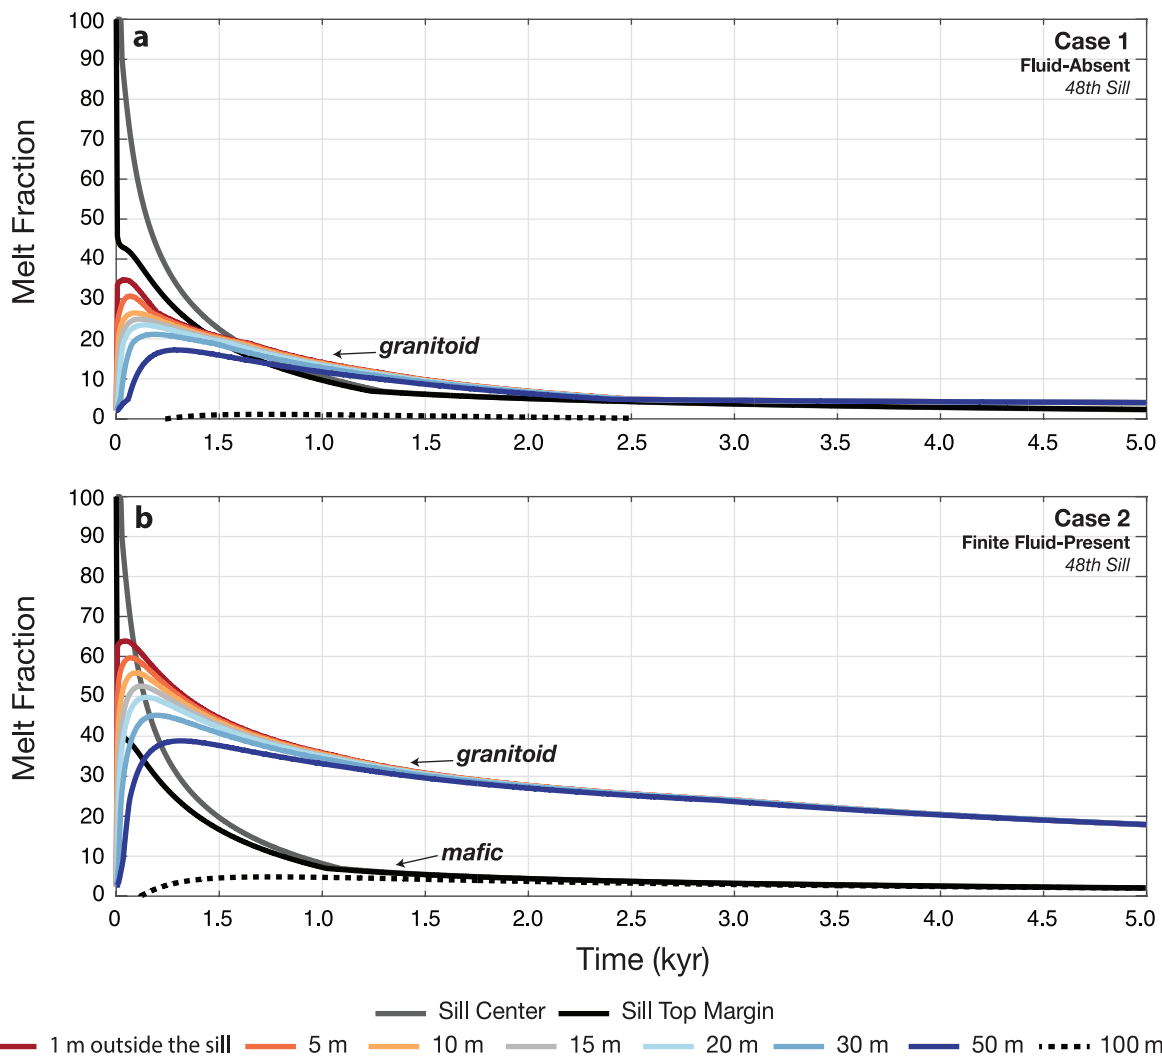 a
Case 1
Fluid-Absent
48th Sill
Melt Fraction
100
90
80
70
60
50
40
30
20
10
0
granitoid
0 1.5 1.0 1.5 2.0 2.5 3.0 3.5 4.0 4.5 5.0
b
Case 2
Finite Fluid-Present
48th Sill
Melt Fraction
100
90
80
70
60
50
40
30
20
10
0
granitoid
mafic
0 1.5 1.0 1.5 2.0 2.5 3.0 3.5 4.0 4.5 5.0
Time (kyr)
Sill Center Sill Top Margin
1 m outside the sill 5 m 10 m 15 m 20 m 30 m 50 m 100 m